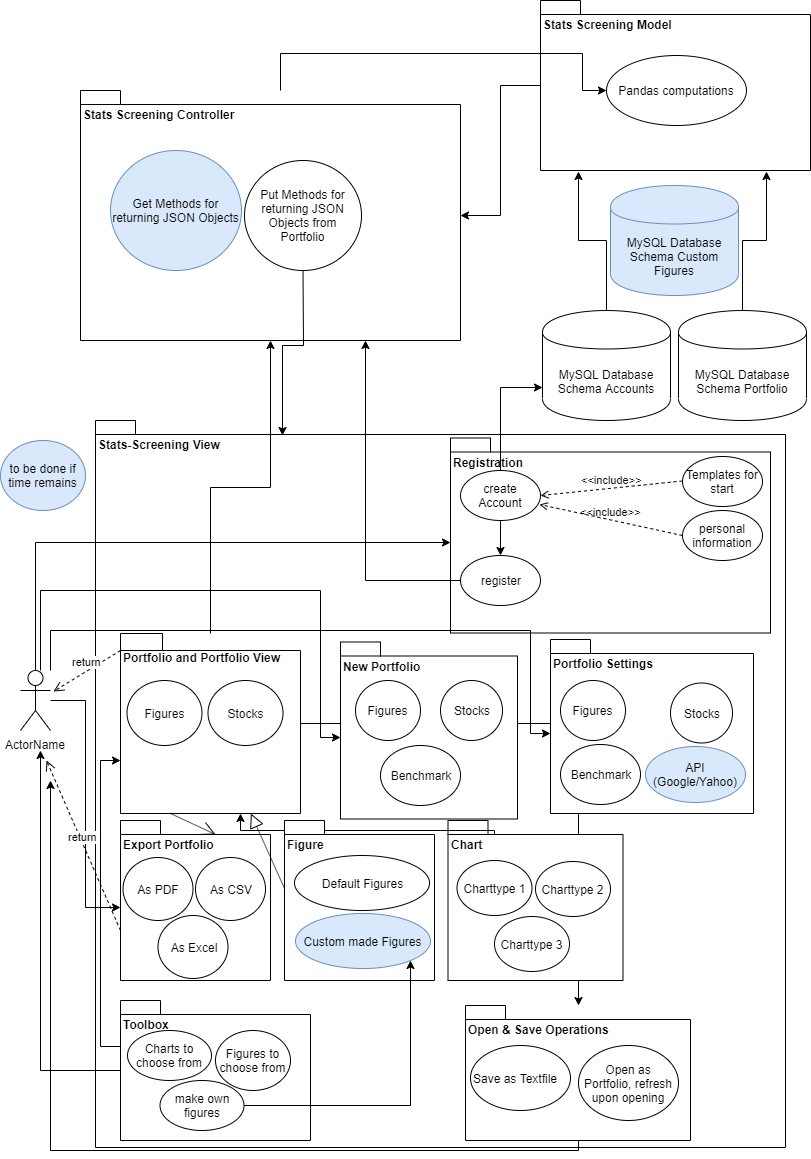 Stats Screening Model
Pandas computations
Stats Screening Controller
Get Methods for
returning JSON Objects
Put Methods for
returning JSON
Objects from
Portfolio
MySQL Database
Schema Custom
Figures
MySQL Database
Schema Accounts
MySQL Database
Schema Portfolio
to be done if
time remains
Stats-Screening View
Registration
create
Account
<<include>>
Templates for
start
<<include>>
personal
information
register
return
ActorName
Portfolio and Portfolio View
Figures
Stocks
New Portfolio
Figures
Stocks
Benchmark
Portfolio Settings
Figures
Stocks
Benchmark
API
(Google/Yahoo)
return
Export Portfolio
As PDF
As CSV
As Excel
Figure
Default Figures
Custom made Figures
Chart
Charttype 1
Charttype 2
Charttype 3
Toolbox
Charts to
choose from
Figures to
choose from
make own
figures
Open & Save Operations
Save as Textfile
Open as
Portfolio, refresh
upon opening